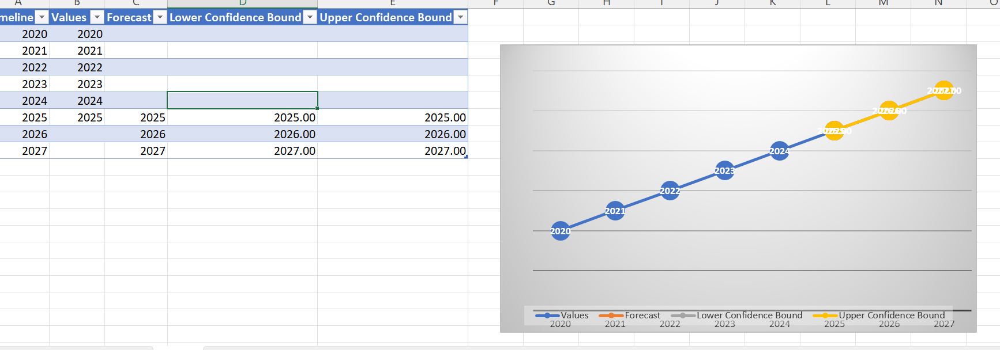 A B C D E F G H I J K L M N O
meline Values Forecast Lower Confidence Bound Upper Confidence Bound
2020 2020
2021 2021
2022 2022
2023 2023
2024 2024
2025 2025 2025 2025.00 2025.00
2026 2026 2026.00 2026.00
2027 2027 2027.00 2027.00
2024
2023
2022
2021
2020
Values Forecast Lower Confidence Bound Upper Confidence Bound
2020 2021 2022 2023 2024 2025 2026 2027